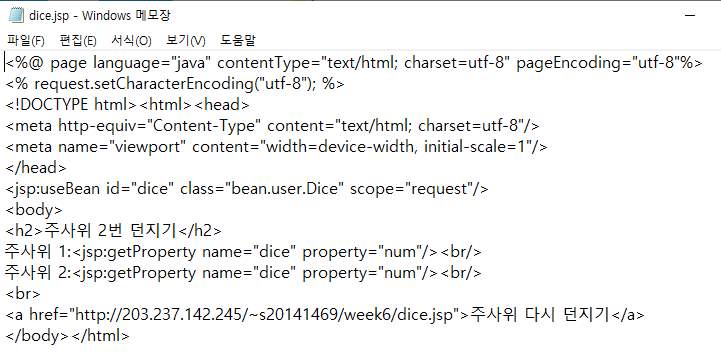 dice.jsp - Windows 메모장
파일(F) 편집(E) 서식(O) 보기(V) 도움말
<%@ page language="java" contentType="text/html; charset=utf-8" pageEncoding="utf-8"%>
<% request.setCharacterEncoding("utf-8"); %>
<!DOCTYPE html><html><head>
<meta http-equiv="Content-Type" content="text/html; charset=utf-8"/>
<meta name="viewport" content="width=device-width, initial-scale=1"/>
</head>
<jsp:useBean id="dice" class="bean.user.Dice" scope="request"/>
<body>
<h2>주사위 2번 던지기</h2>
주사위 1:<jsp:getProperty name="dice" property="num"/><br/>
주사위 2:<jsp:getProperty name="dice" property="num"/><br/>
<br>
<a href="http://203.237.142.245/~s20141469/week6/dice.jsp">주사위 다시 던지기</a>
</body></html>